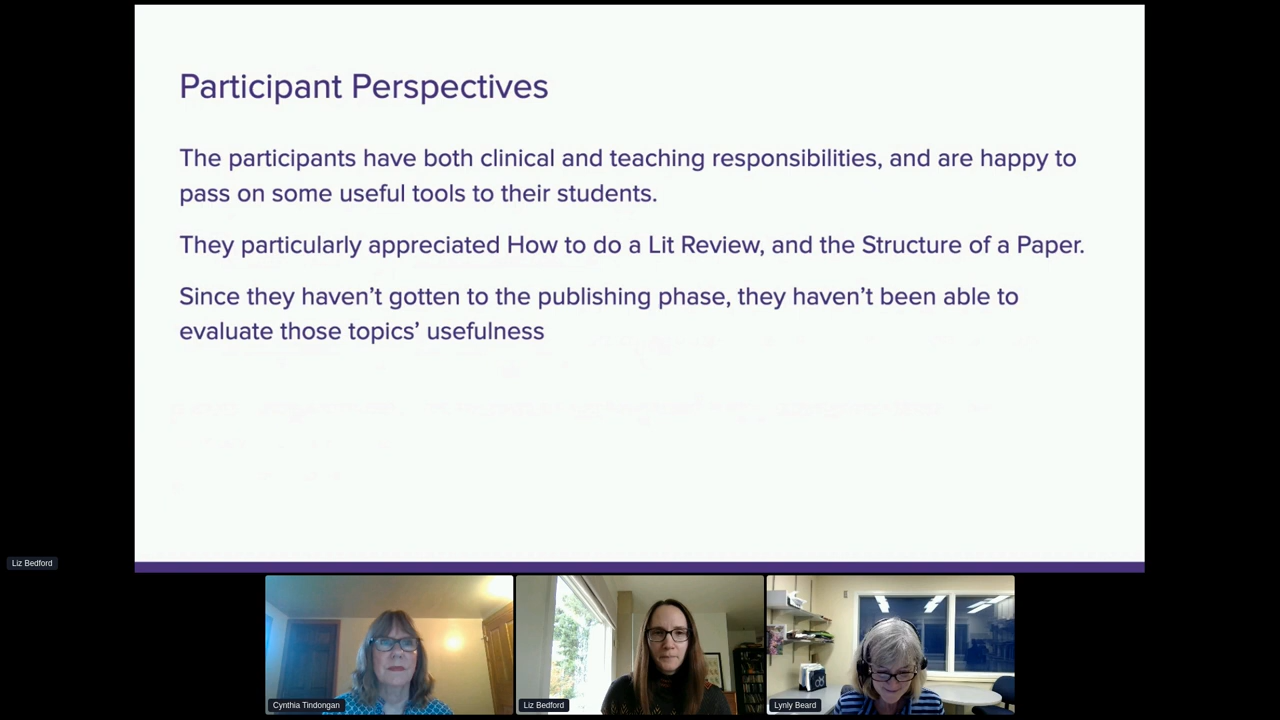 Participant Perspectives
The participants have both clinical and teaching responsibilities, and are happy to
pass on some useful tools to their students.
They particularly appreciated How to do a Lit Review, and the Structure of a Paper.
Since they haven’t gotten to the publishing phase, they haven’t been able to
evaluate those topics’ usefulness
Liz Bedford
Cynthia Tindongan
Liz Bedford
Lynly Beard